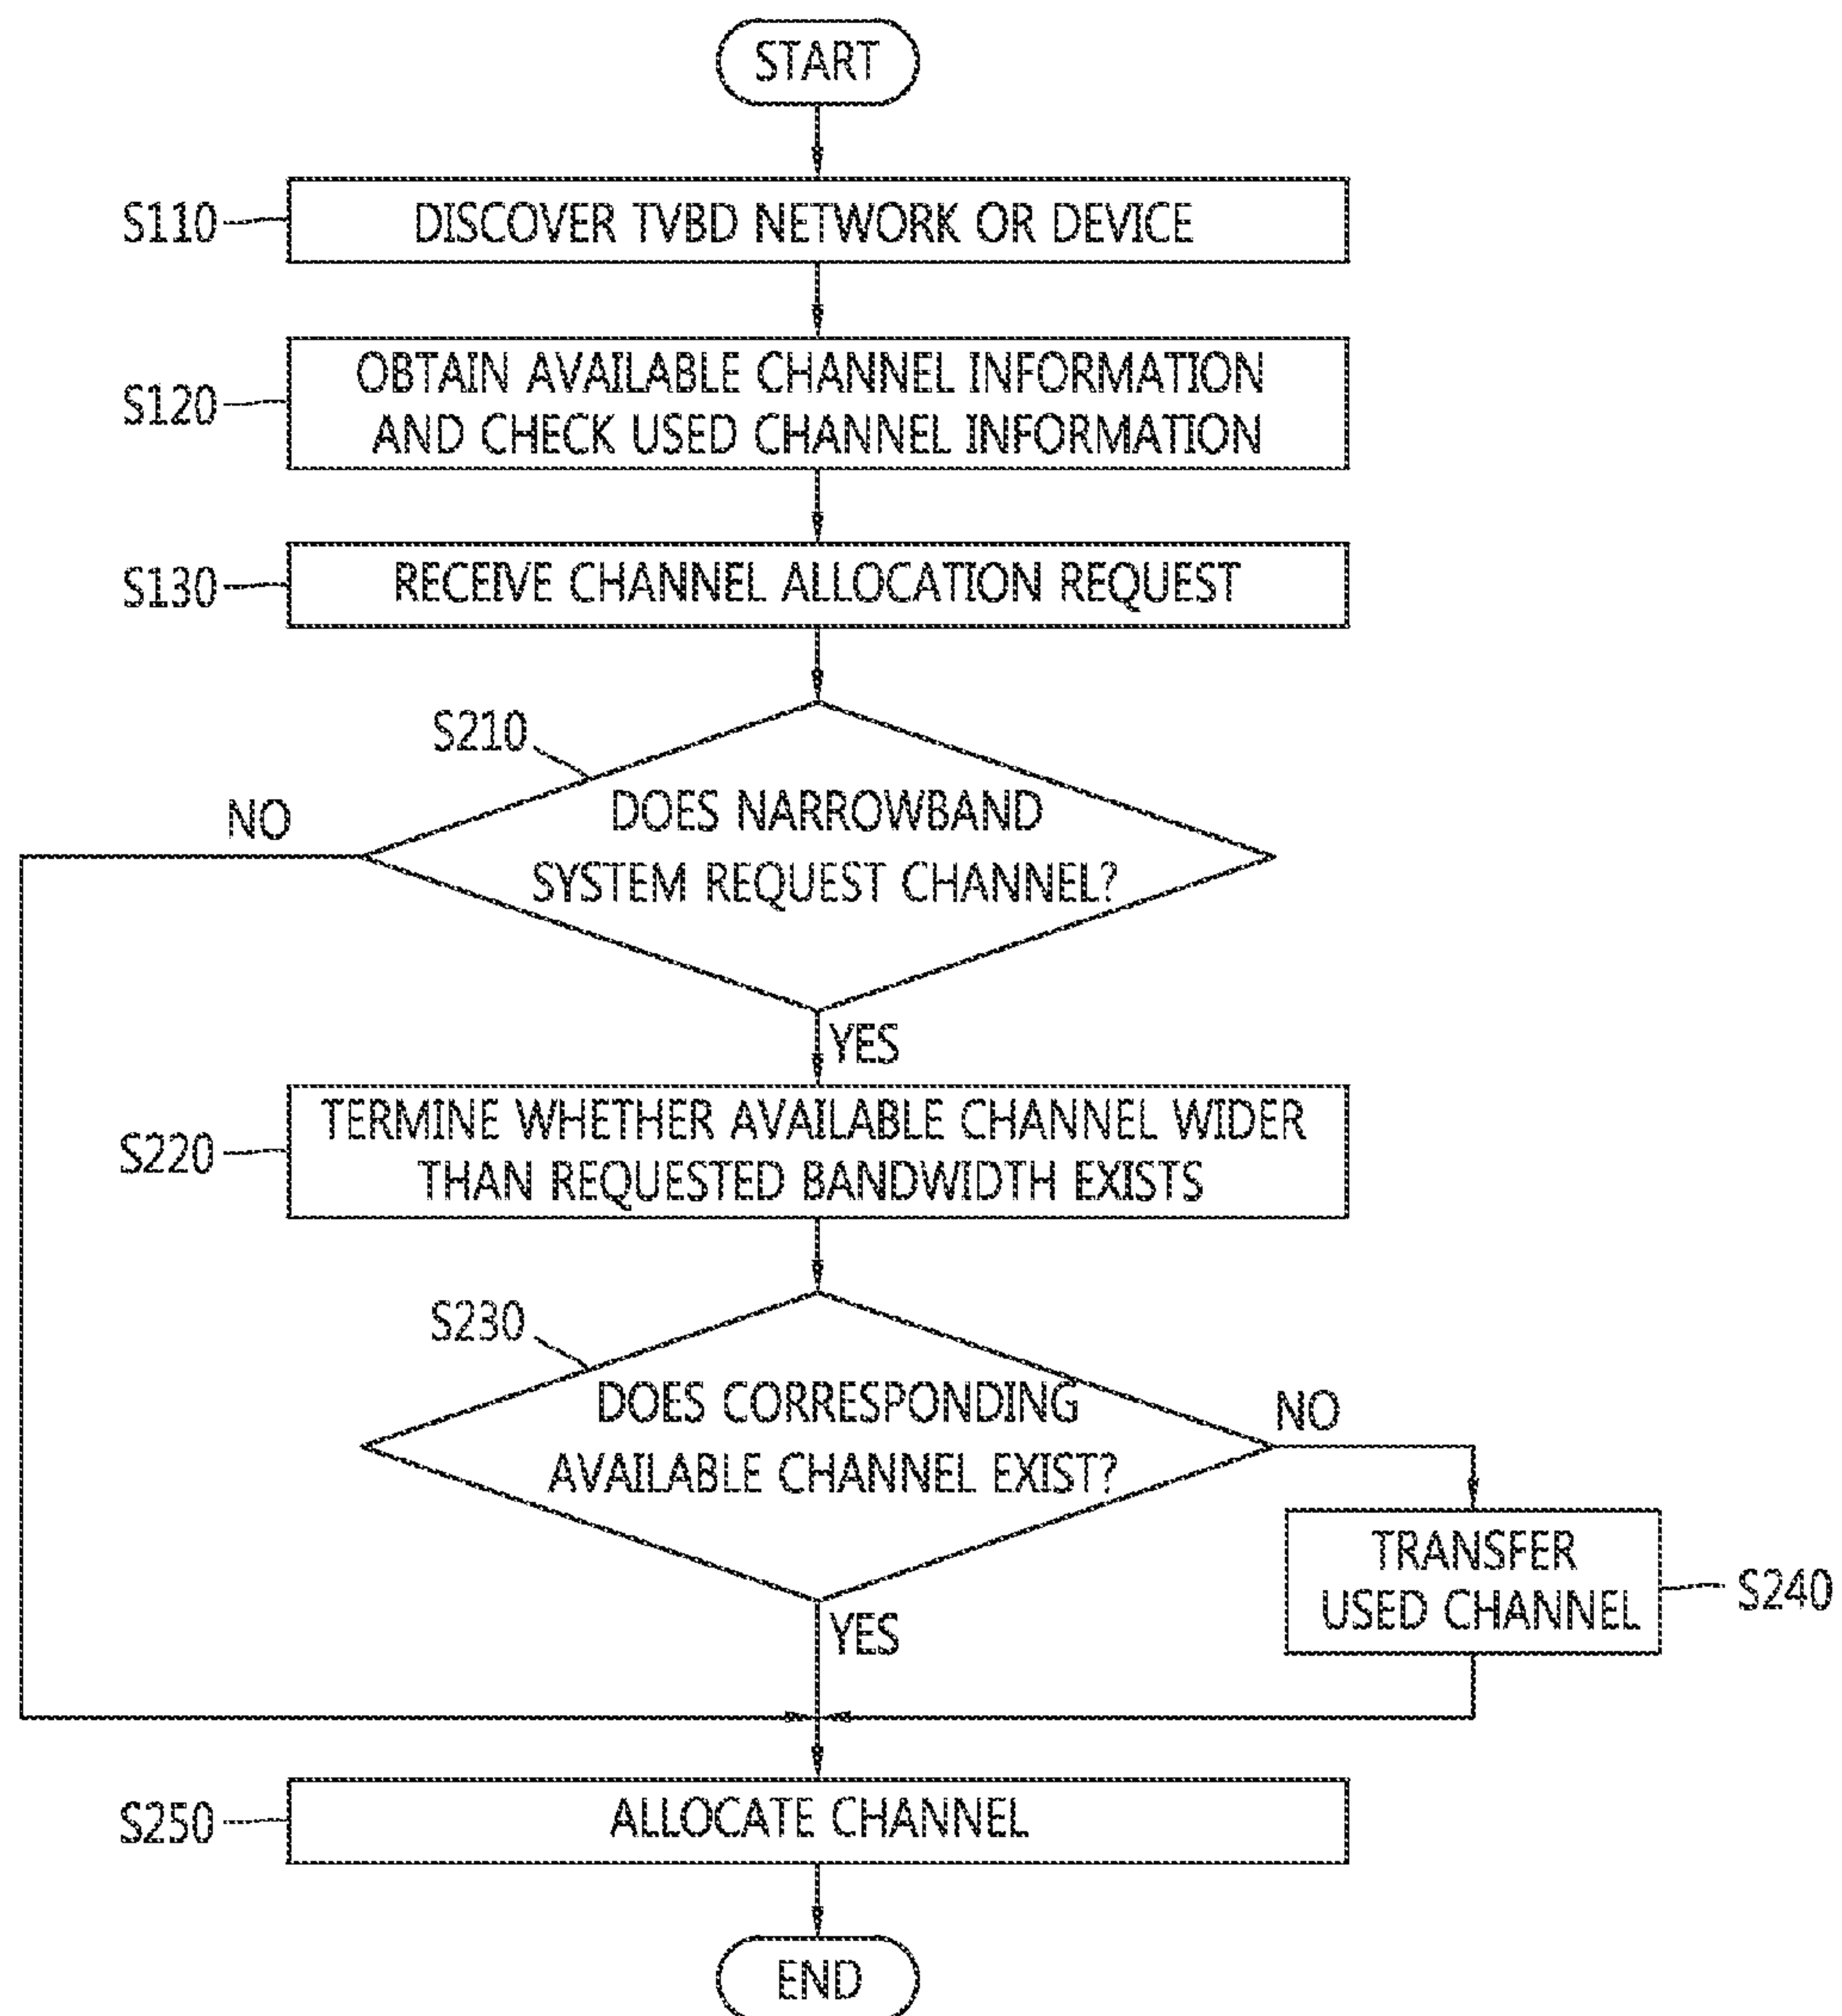 START
S110
DISCOVER TVBD NETWORK OR DEVICE
S120
OBTAIN AVAILABLE CHANNEL INFORMATION
AND CHECK USED CHANNEL INFORMATION
S130
RECEIVE CHANNEL ALLOCATION REQUEST
S210
NO
DOES NARROWBAND
SYSTEM REQUEST CHANNEL?
YES
S220
TERMINE WHETHER AVAILABLE CHANNEL WIDER
THAN REQUESTED BANDWIDTH EXISTS
S230
DOES CORRESPONDING
AVAILABLE CHANNEL EXIST?
NO
TRANSFER
USED CHANNEL
S240
YES
S250
ALLOCATE CHANNEL
END